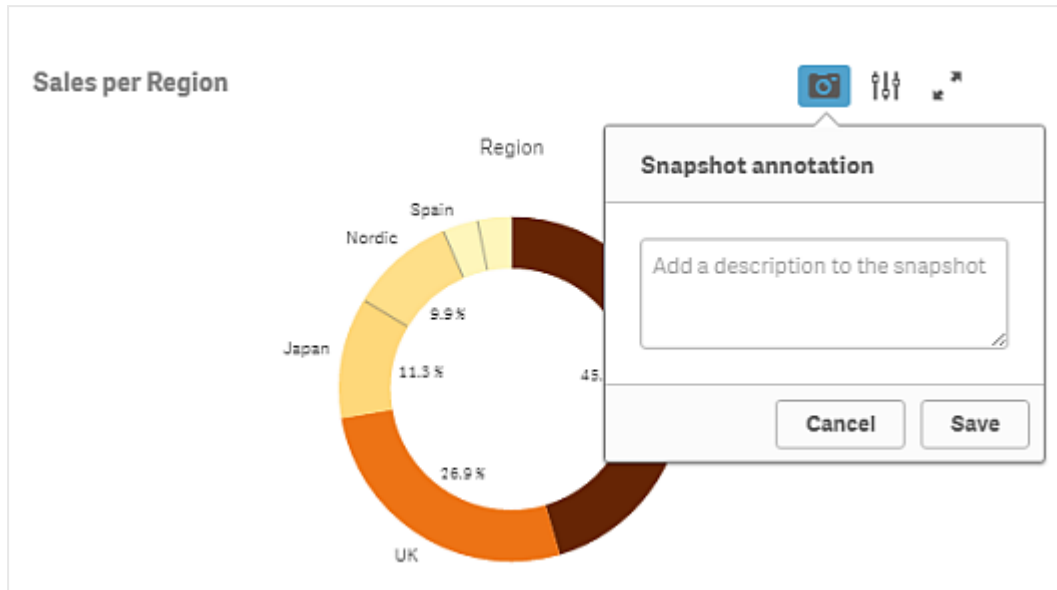 Sales per Region
Region
Snapshot annotation
Add a description to the snapshot
Cancel
Save
Spain
Nordic
9.9%
Japan
11.3%
45.
26.9%
UK